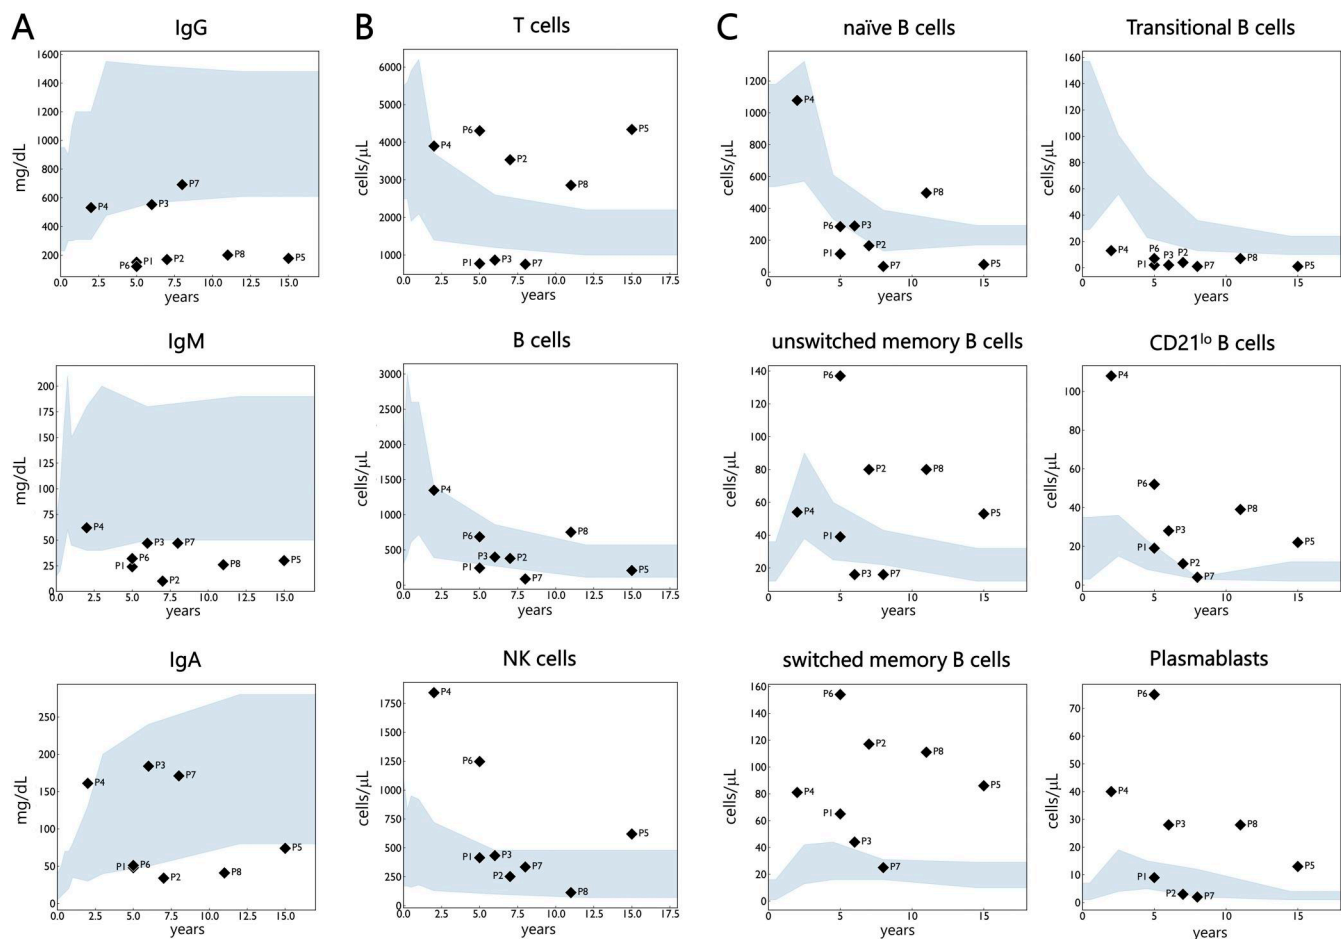 A
IgG
1600
1400
1200
1000
800
600
400
200
mg/dL
P4
P3
P7
P1
P6
P2
P8
P5
0.0 2.5 5.0 7.5 10.0 12.5 15.0
years
IgM
200
175
150
125
100
75
50
25
0
mg/dL
P4
P3
P7
P6
P1
P2
P8
P5
0.0 2.5 5.0 7.5 10.0 12.5 15.0
years
IgA
250
200
150
100
50
0
mg/dL
P4
P3
P7
P1
P6
P2
P8
P5
0.0 2.5 5.0 7.5 10.0 12.5 15.0
years
B
T cells
6000
5000
4000
3000
2000
1000
cells/μL
P4
P6
P2
P5
P8
P1
P3
P7
0.0 2.5 5.0 7.5 10.0 12.5 15.0 17.5
years
B cells
3000
2500
2000
1500
1000
500
0
cells/μL
P4
P6
P8
P3
P2
P1
P7
P5
0.0 2.5 5.0 7.5 10.0 12.5 15.0 17.5
years
NK cells
1750
1500
1250
1000
750
500
250
0
cells/μL
P4
P6
P5
P1
P3
P7
P2
P8
0.0 2.5 5.0 7.5 10.0 12.5 15.0 17.5
years
C
naïve B cells
1200
1000
800
600
400
200
0
cells/μL
P4
P8
P6
P3
P2
P1
P7
P5
0 5 10 15
years
Transitional B cells
160
140
120
100
80
60
40
20
0
cells/μL
P4
P6
P3
P2
P8
P1
P7
P5
0 5 10 15
years
unswitched memory B cells
140
120
100
80
60
40
20
cells/μL
P6
P2
P8
P4
P5
P1
P3
P7
0 5 10 15
years
CD21lo B cells
100
80
60
40
20
0
cells/μL
P4
P6
P8
P3
P1
P5
P2
P7
0 5 10 15
years
switched memory B cells
160
140
120
100
80
60
40
20
0
cells/μL
P6
P2
P8
P4
P5
P1
P3
P7
0 5 10 15
years
Plasmablasts
70
60
50
40
30
20
10
0
cells/μL
P6
P4
P3
P8
P5
P1
P2
P7
0 5 10 15
years